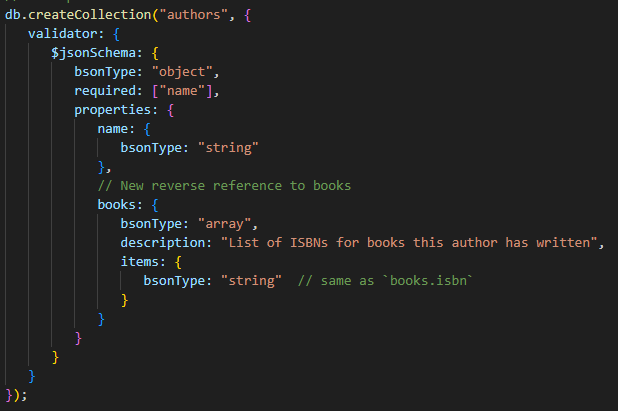 db.createCollection("authors", {
validator: {
$jsonSchema: {
bsonType: "object",
required: ["name"],
properties: {
name: {
bsonType: "string"
},
// New reverse reference to books
books: {
bsonType: "array",
description: "List of ISBNs for books this author has written",
items: {
bsonType: "string"  // same as `books.isbn`
}
}
}
}
}
});